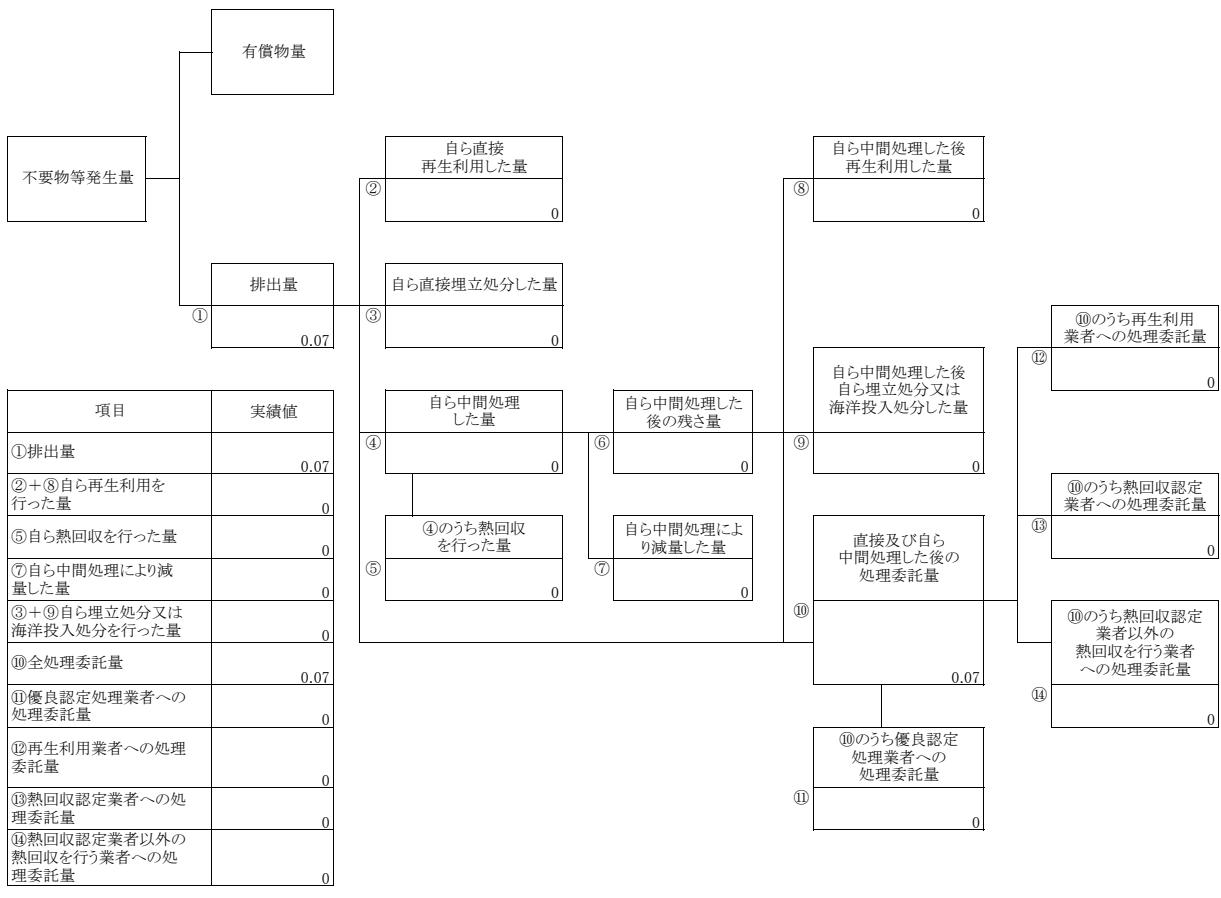 有償物量
不要物等発生量
自ら直接
再生利用した量
②
0
自ら中間処理した後
再生利用した量
⑧
0
排出量
①
0.07
自ら直接埋立処分した量
③
0
⑩のうち再生利用
業者への処理委託量
⑫
0
自ら中間処理
した量
④
0
自ら中間処理した
後の残さ量
⑥
0
自ら中間処理した後
自ら埋立処分又は
海洋投入処分した量
⑨
0
⑩のうち熱回収認定
業者への処理委託量
⑬
0
④のうち熱回収
を行った量
⑤
0
自ら中間処理によ
り減量した量
⑦
0
直接及び自ら
中間処理した後の
処理委託量
⑩
0.07
⑩のうち熱回収認定
業者以外の
熱回収を行う業者
への処理委託量
⑭
0
⑩のうち優良認定
処理業者への
処理委託量
⑪
0
項目 実績値
①排出量
0.07
②＋⑧自ら再生利用を
行った量
0
⑤自ら熱回収を行った量
0
⑦自ら中間処理により減
量した量
0
③＋⑨自ら埋立処分又は
海洋投入処分を行った量
0
⑩全処理委託量
0.07
⑪優良認定処理業者への
処理委託量
0
⑫再生利用業者への処理
委託量
0
⑬熱回収認定業者への処
理委託量
0
⑭熱回収認定業者以外の
熱回収を行う業者への処
理委託量
0